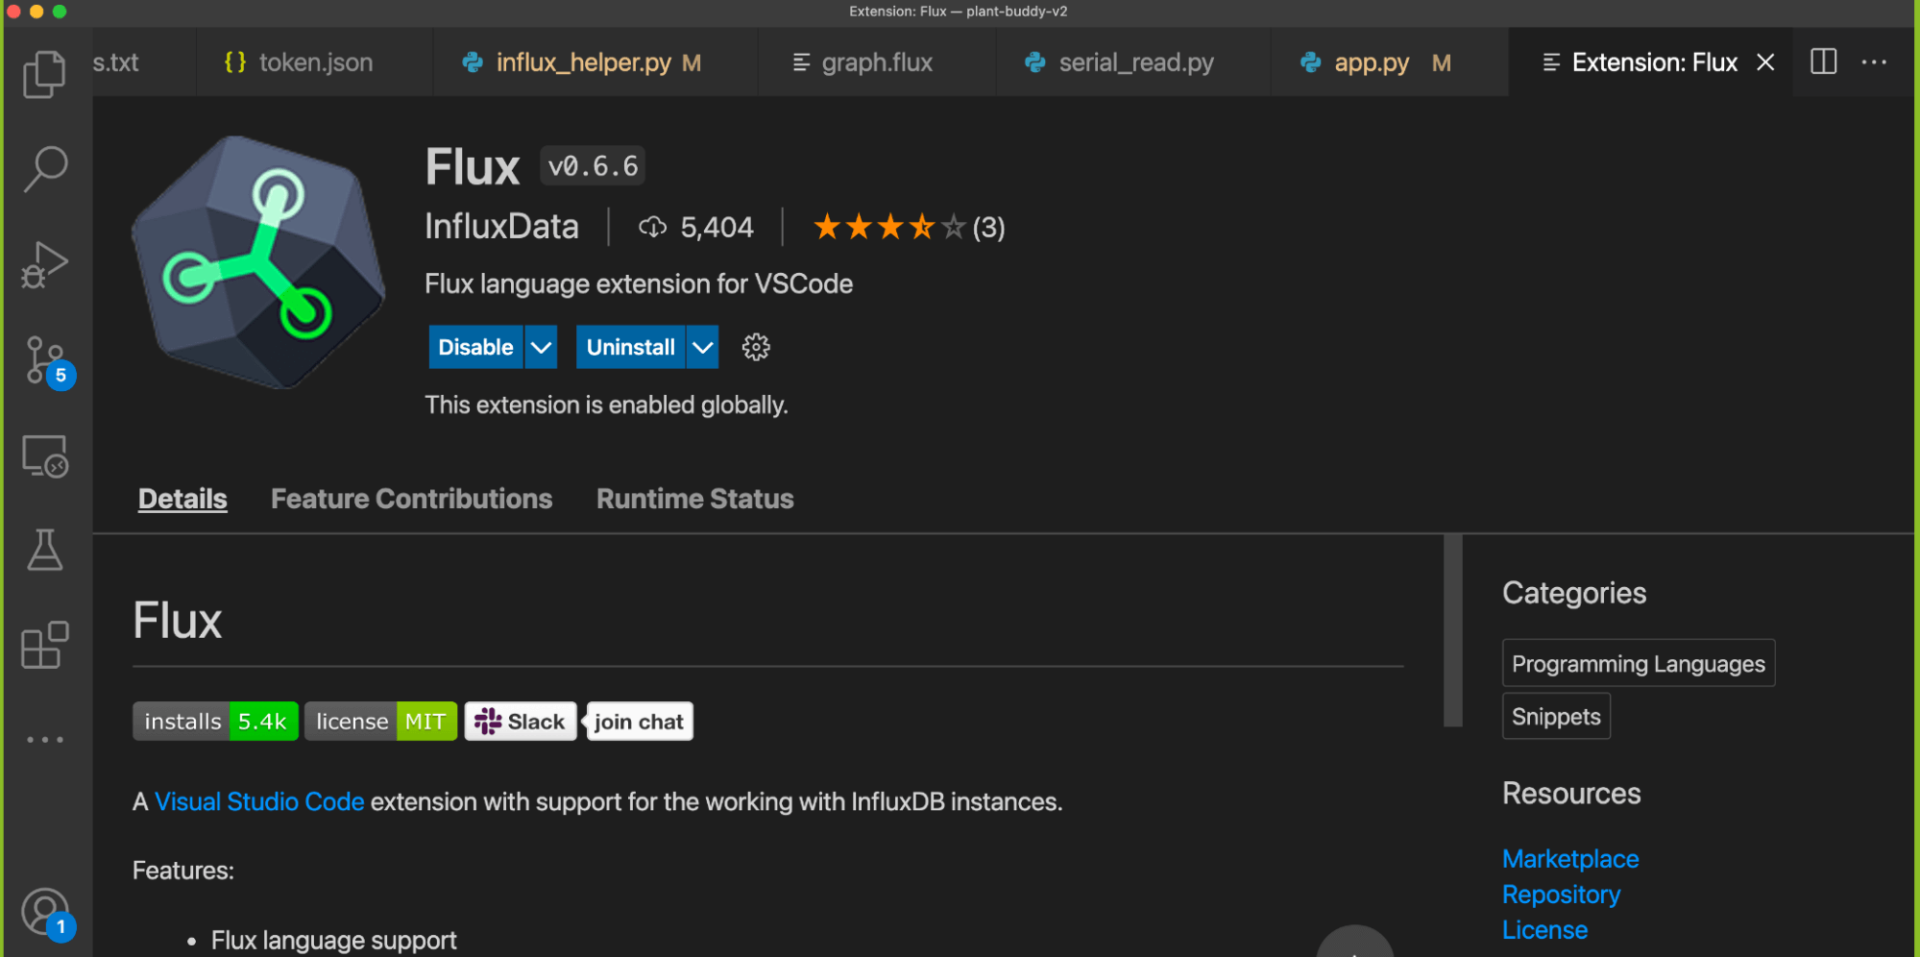 Extension: Flux — plant-buddy-v2
s.txt
{} token.json
influx_helper.py M
graph.flux
serial_read.py
app.py M
Extension: Flux
Flux v0.6.6
InfluxData 5,404 (3)
Flux language extension for VSCode
Disable Uninstall
This extension is enabled globally.
5
Details Feature Contributions Runtime Status
Flux
installs 5.4k license MIT Slack join chat
A Visual Studio Code extension with support for the working with InfluxDB instances.
Features:
• Flux language support
Categories
Programming Languages
Snippets
Resources
Marketplace
Repository
License
1